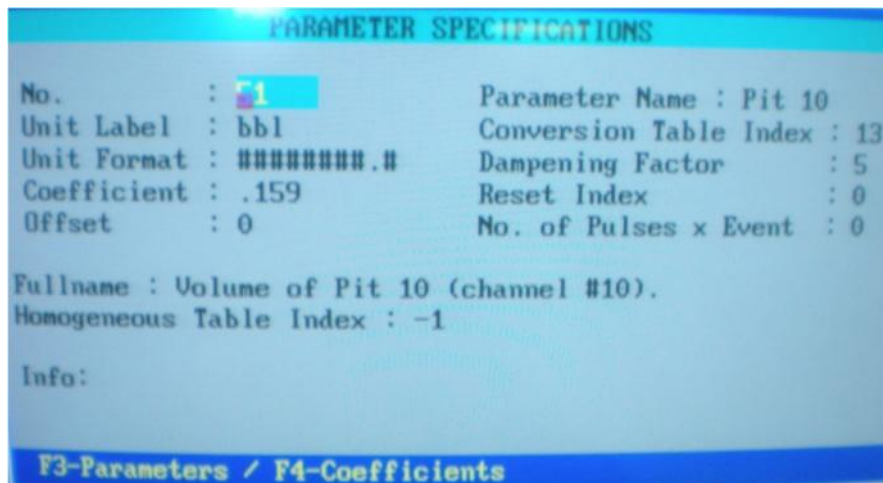 PARAMETER SPECIFICATIONS
No. : 51
Parameter Name : Pit 10
Unit Label : bbl
Conversion Table Index : 13
Unit Format : ########.#
Dampening Factor : 5
Coefficient : .159
Reset Index : 0
Offset : 0
No. of Pulses x Event : 0
Fullname : Volume of Pit 10 (channel #10).
Homogeneous Table Index : -1
Info:
F3-Parameters / F4-Coefficients